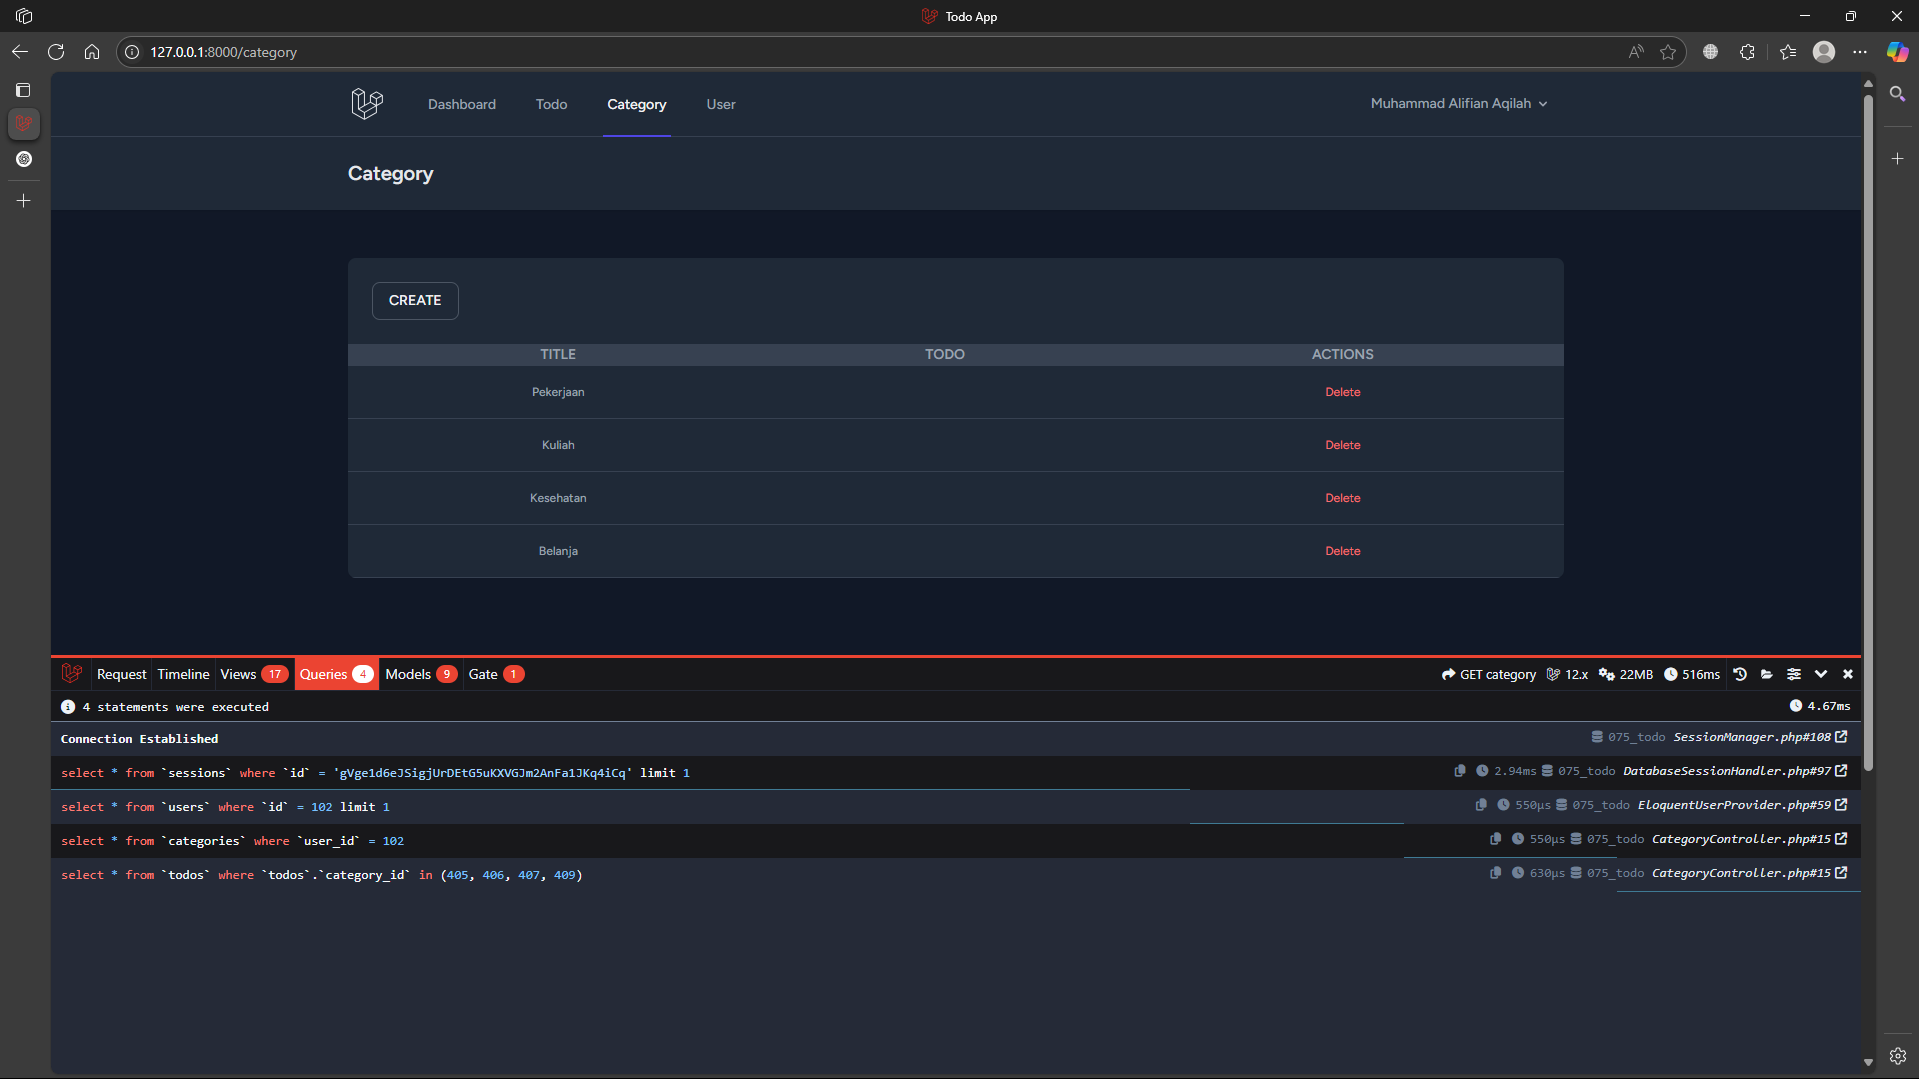 Todo App
127.0.0.1:8000/category
Dashboard Todo Category User Muhammad Alifian Aqilah
Category
CREATE
TITLE TODO ACTIONS
Pekerjaan Delete
Kuliah Delete
Kesehatan Delete
Belanja Delete
Request Timeline Views 17 Queries 4 Models 9 Gate 1 GET category 12.x 22MB 516ms
4 statements were executed 4.67ms
Connection Established 075_todo SessionManager.php#108
select * from `sessions` where `id` = 'gVge1d6eJSigjUrDEtG5uKXVGJm2AnFa1JKq4iCq' limit 1 2.94ms 075_todo DatabaseSessionHandler.php#97
select * from `users` where `id` = 102 limit 1 550μs 075_todo EloquentUserProvider.php#59
select * from `categories` where `user_id` = 102 550μs 075_todo CategoryController.php#15
select * from `todos` where `todos`.`category_id` in (405, 406, 407, 409) 630μs 075_todo CategoryController.php#15